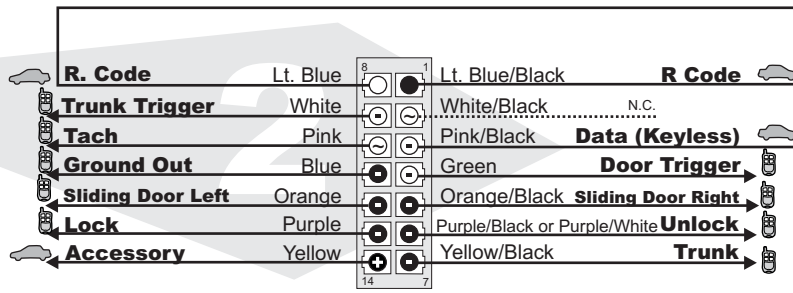 8 1
R. Code Lt. Blue Lt. Blue/Black R Code
Trunk Trigger White White/Black N.C.
Tach Pink Pink/Black Data (Keyless)
Ground Out Blue Green Door Trigger
Sliding Door Left Orange Orange/Black Sliding Door Right
Lock Purple Purple/Black or Purple/White Unlock
Accessory Yellow Yellow/Black Trunk
14 7
2